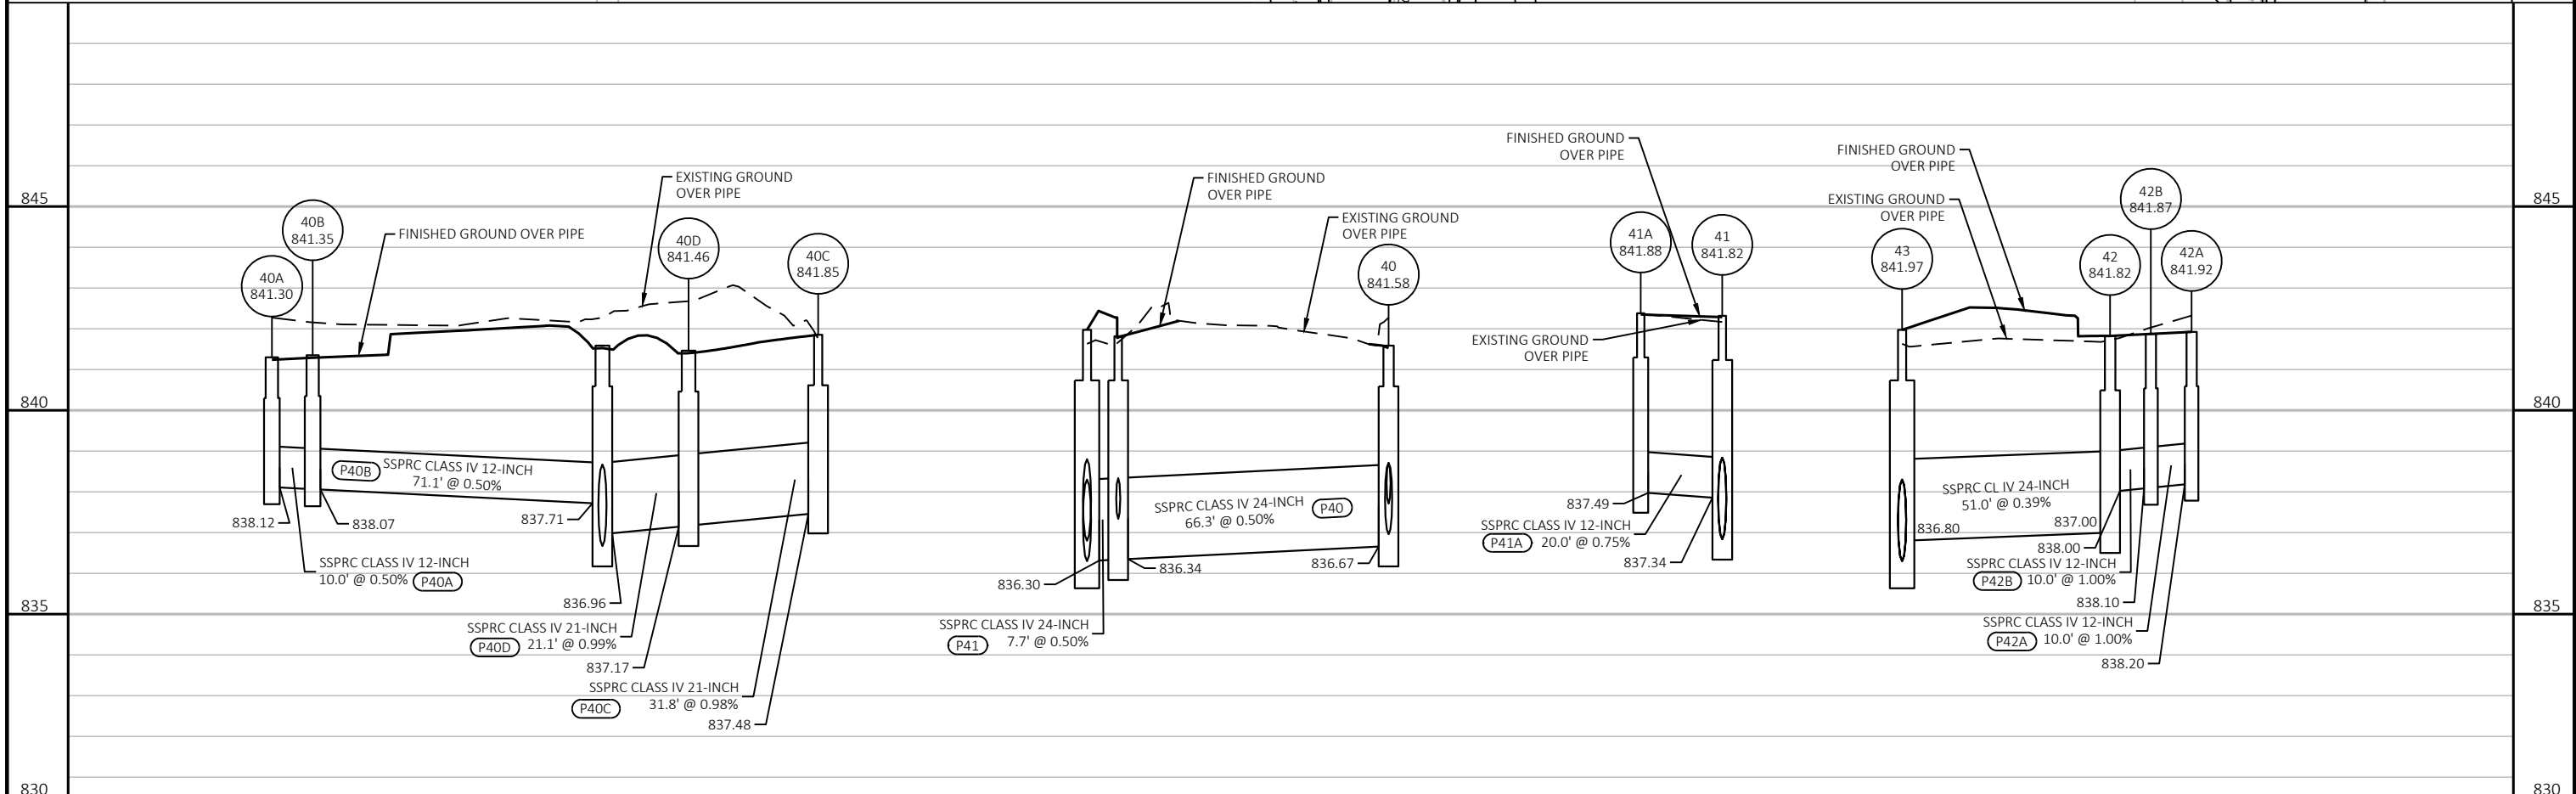 845
840
835
830
40A
841.30
40B
841.35
FINISHED GROUND OVER PIPE
EXISTING GROUND
OVER PIPE
40D
841.46
40C
841.85
P40B
SSPRC CLASS IV 12-INCH
71.1' @ 0.50%
838.12
838.07
837.71
SSPRC CLASS IV 12-INCH
10.0' @ 0.50%
P40A
836.96
SSPRC CLASS IV 21-INCH
P40D
21.1' @ 0.99%
837.17
SSPRC CLASS IV 21-INCH
31.8' @ 0.98%
P40C
837.48
FINISHED GROUND
OVER PIPE
EXISTING GROUND
OVER PIPE
40
841.58
SSPRC CLASS IV 24-INCH
66.3' @ 0.50%
P40
836.30
836.34
836.67
SSPRC CLASS IV 24-INCH
P41
7.7' @ 0.50%
FINISHED GROUND
OVER PIPE
41A
841.88
41
841.82
EXISTING GROUND
OVER PIPE
837.49
SSPRC CLASS IV 12-INCH
P41A
20.0' @ 0.75%
837.34
FINISHED GROUND
OVER PIPE
EXISTING GROUND
OVER PIPE
43
841.97
42
841.82
42B
841.87
42A
841.92
SSPRC CL IV 24-INCH
51.0' @ 0.39%
836.80
837.00
838.00
SSPRC CLASS IV 12-INCH
P42B
10.0' @ 1.00%
838.10
SSPRC CLASS IV 12-INCH
P42A
10.0' @ 1.00%
838.20
845
840
835
830